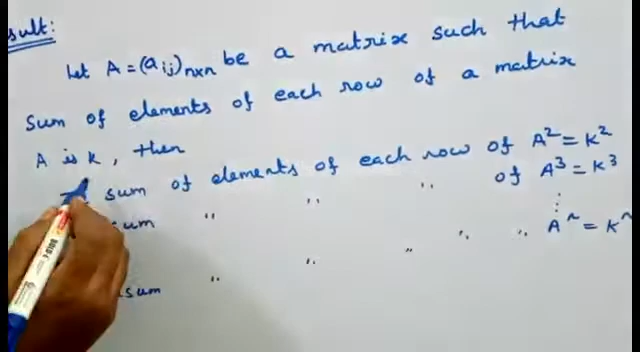 sult:
Let A = (aij)nxn be a matrix such that
Sum of elements of each row of a matrix
A is k, then
sum of elements of each row of A² = K²
" " " of A³ = K³
sum ⋮
" " " " " Aⁿ = Kⁿ
sum "